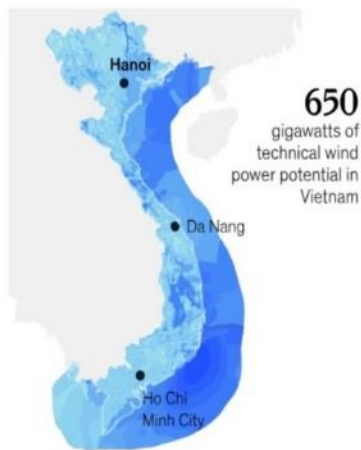 Hanoi
650
gigawatts of
technical wind
power potential in
Vietnam
Da Nang
Ho Chi
Minh City